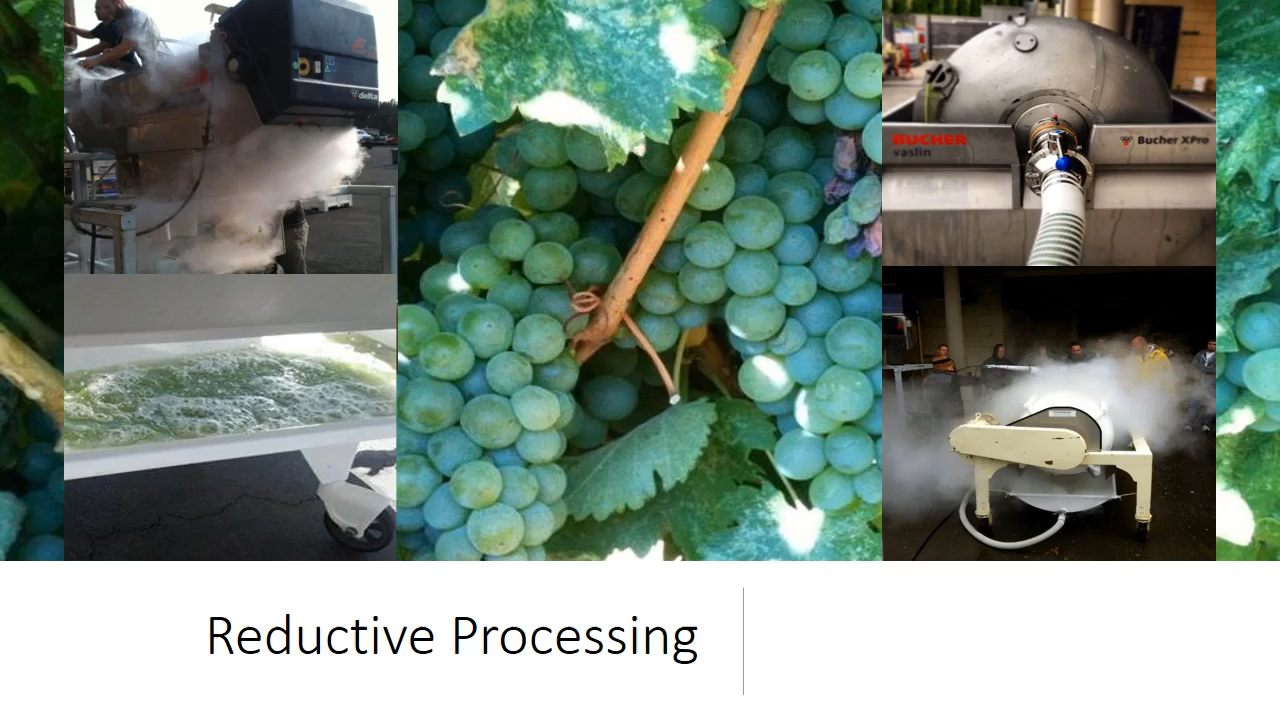 delta
BUCHER
vaslin
Bucher XPro
Reductive Processing